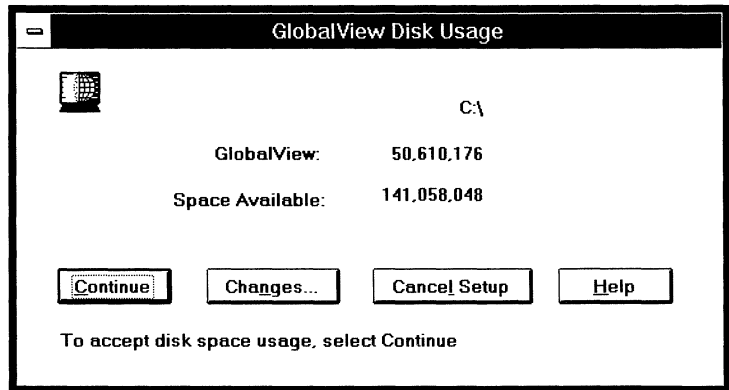 GlobalView Disk Usage
C:\
GlobalView: 50,610,176
Space Available: 141,058,048
Continue Changes... Cancel Setup Help
To accept disk space usage, select Continue